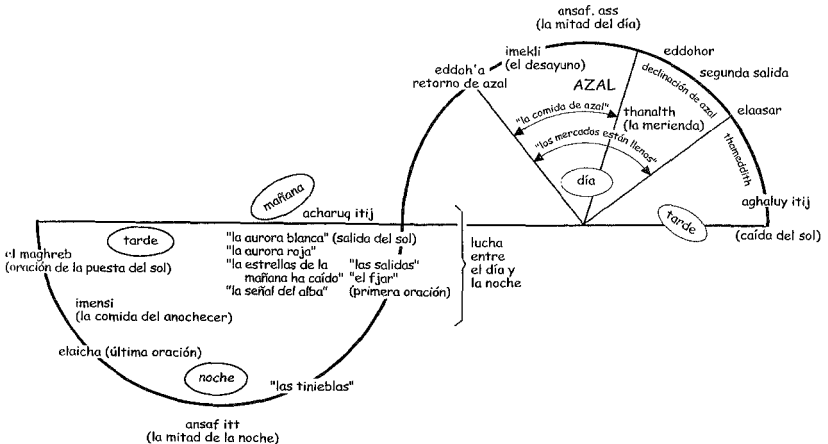 ansaf. ass
(la mitad del día)
imekli
(el desayuno)
eddohor
eddoh'a
retorno de azal
segunda salida
declinación de azal
AZAL
elaasar
"la comida de azal"
thanalth
(la merienda)
"los mercados están llenos"
thameddith
día
mañana
aghaluy itij
acharuq itij
tarde
(caída del sol)
tarde
el maghreb
(oración de la puesta del sol)
"la aurora blanca" (salida del sol)
"la aurora roja"
"la estrellas de la
mañana ha caído"
"la señal del alba"
"las salidas"
"el fjar"
(primera oración)
lucha
entre
el día y
la noche
imensi
(la comida del anochecer)
elaicha (última oración)
noche
"las tinieblas"
ansaf itt
(la mitad de la noche)